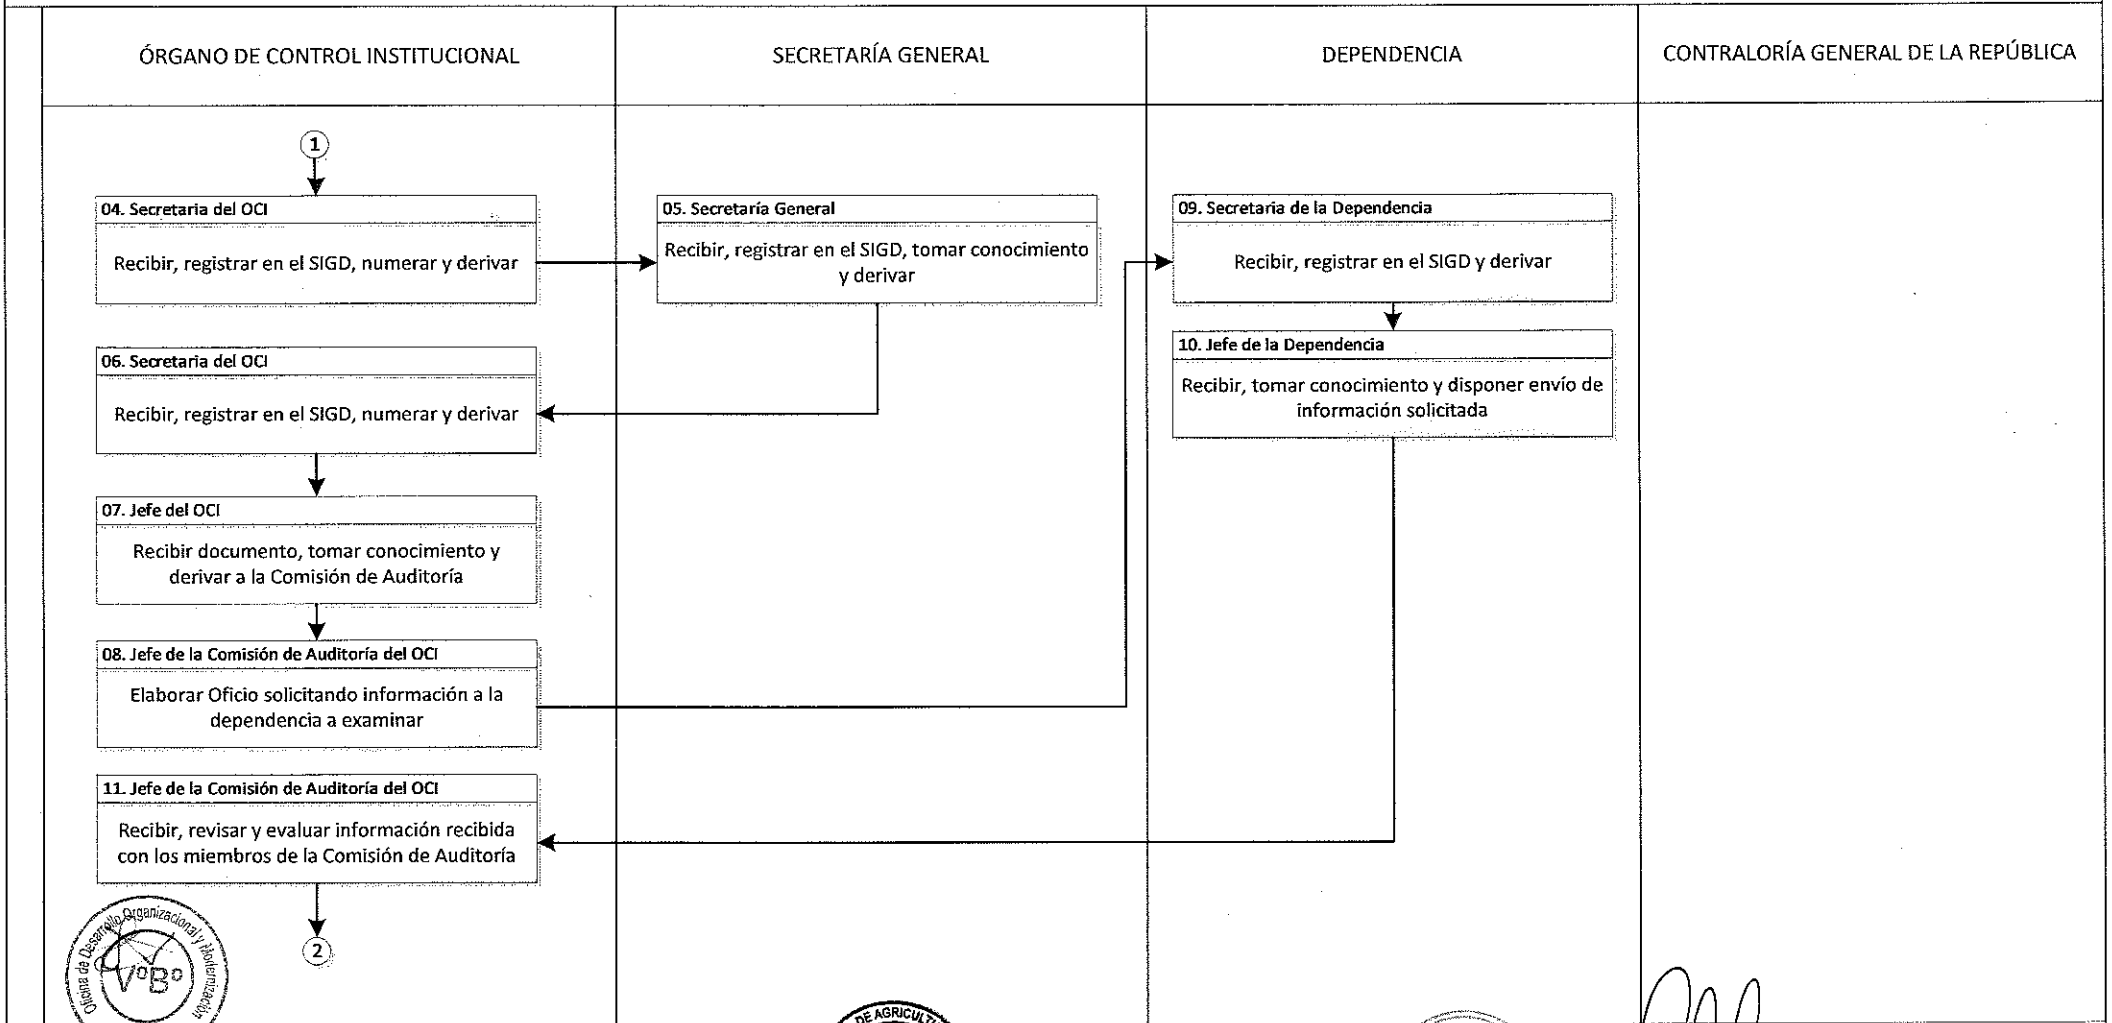 ÓRGANO DE CONTROL INSTITUCIONAL
SECRETARÍA GENERAL
DEPENDENCIA
CONTRALORÍA GENERAL DE LA REPÚBLICA
1
04. Secretaria del OCI
Recibir, registrar en el SIGD, numerar y derivar
05. Secretaría General
Recibir, registrar en el SIGD, tomar conocimiento
y derivar
09. Secretaria de la Dependencia
Recibir, registrar en el SIGD y derivar
06. Secretaria del OCI
Recibir, registrar en el SIGD, numerar y derivar
10. Jefe de la Dependencia
Recibir, tomar conocimiento y disponer envío de
información solicitada
07. Jefe del OCI
Recibir documento, tomar conocimiento y
derivar a la Comisión de Auditoría
08. Jefe de la Comisión de Auditoría del OCI
Elaborar Oficio solicitando información a la
dependencia a examinar
11. Jefe de la Comisión de Auditoría del OCI
Recibir, revisar y evaluar información recibida
con los miembros de la Comisión de Auditoría
2
Oficina de Desarrollo Organizacional y Modernización
V°B°
DE AGRICULTU